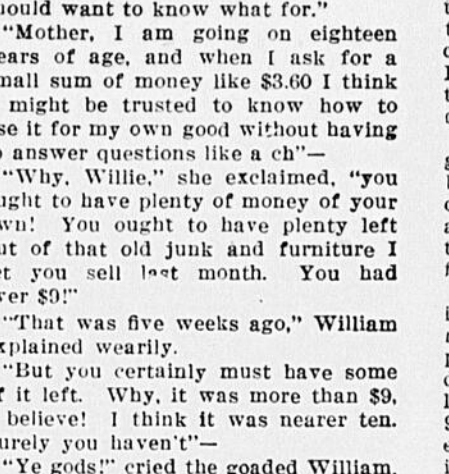 would want to know what for."
"Mother, I am going on eighteen
ears of age, and when I ask for a
mall sum of money like $3.60 I think
might be trusted to know how to
se it for my own good without having
answer questions like a ch"—
"Why, Willie," she exclaimed, "you
ught to have plenty of money of your
wn! You ought to have plenty left
ut of that old junk and furniture I
et you sell last month. You had
ver $9!"
"That was five weeks ago," William
xplained wearily.
"But you certainly must have some
f it left. Why, it was more than $9,
believe! I think it was nearer ten.
urely you haven't"—
"Ye gods!" cried the goaded William.